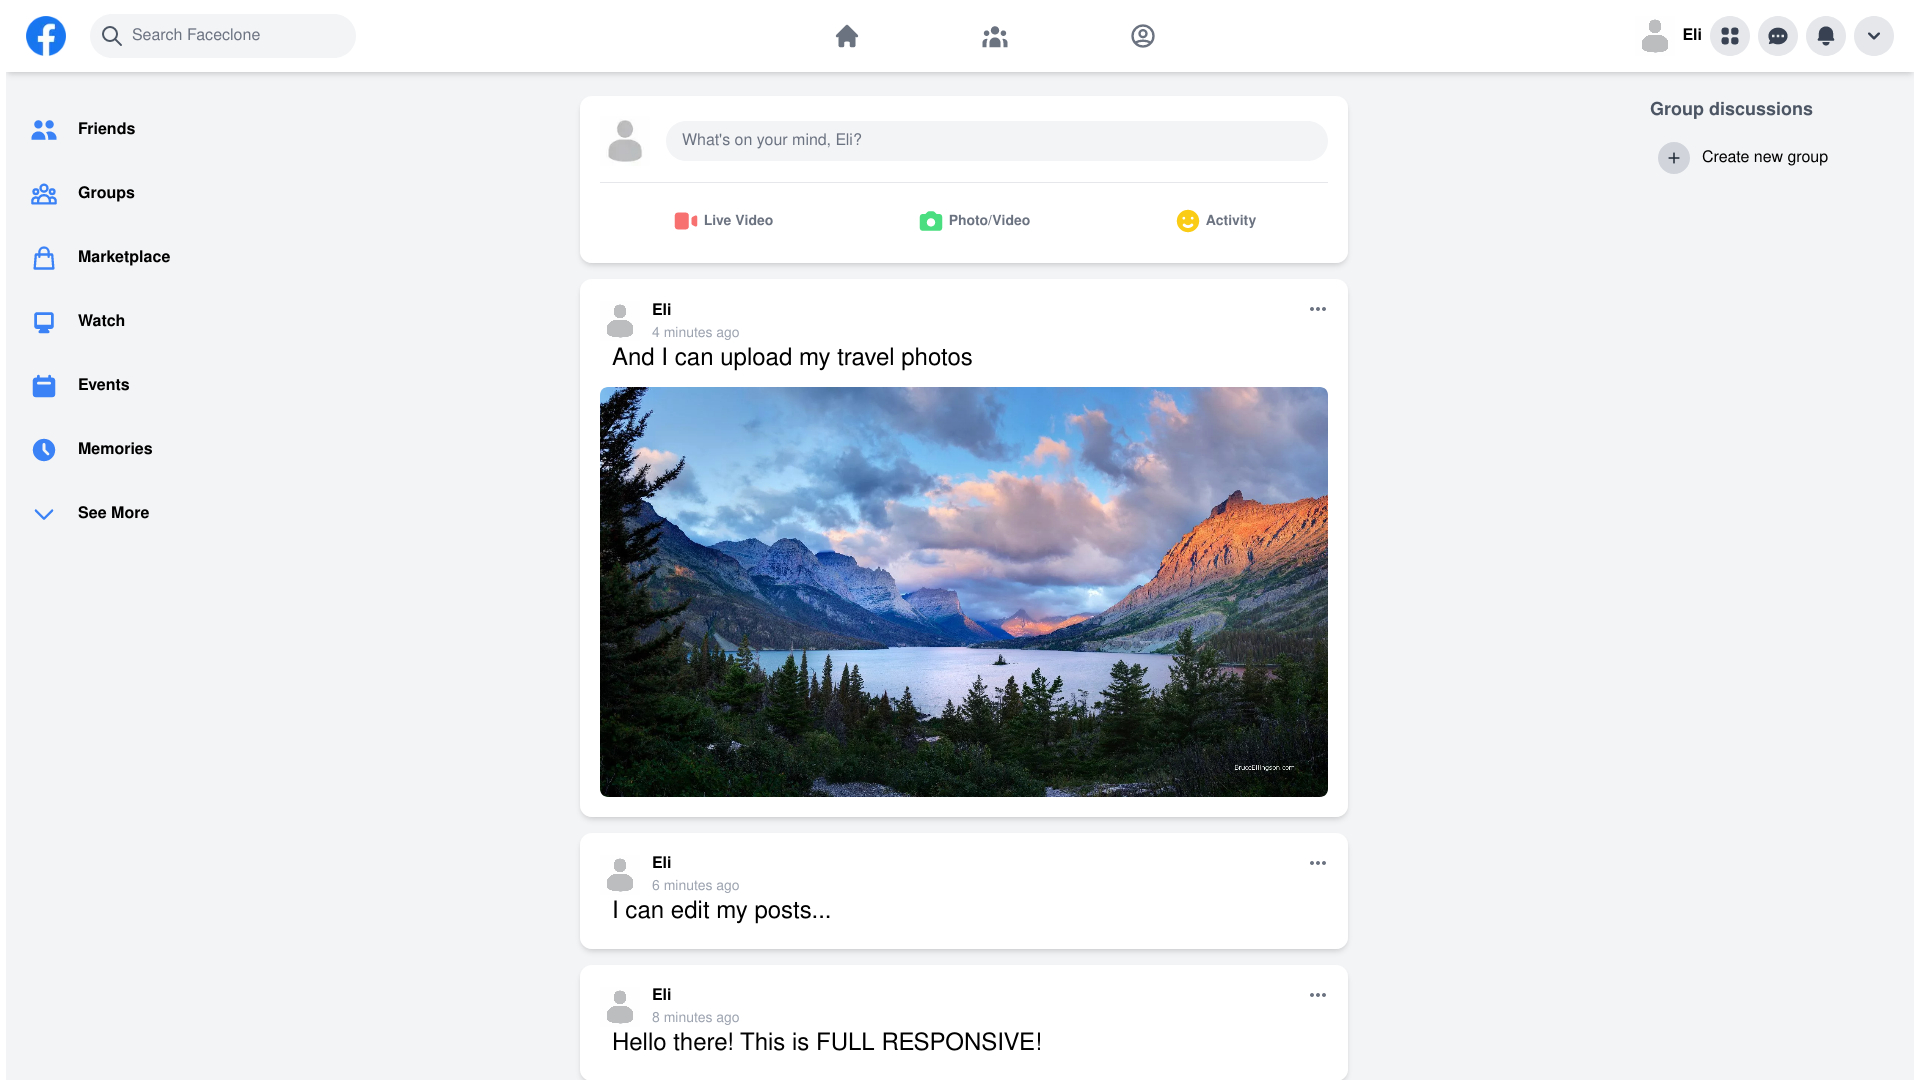 Search Faceclone
Eli
Friends
Groups
Marketplace
Watch
Events
Memories
See More
What's on your mind, Eli?
Live Video
Photo/Video
Activity
Eli
4 minutes ago
And I can upload my travel photos
BruceEllingson.com
Eli
6 minutes ago
I can edit my posts...
Eli
8 minutes ago
Hello there! This is FULL RESPONSIVE!
Group discussions
Create new group